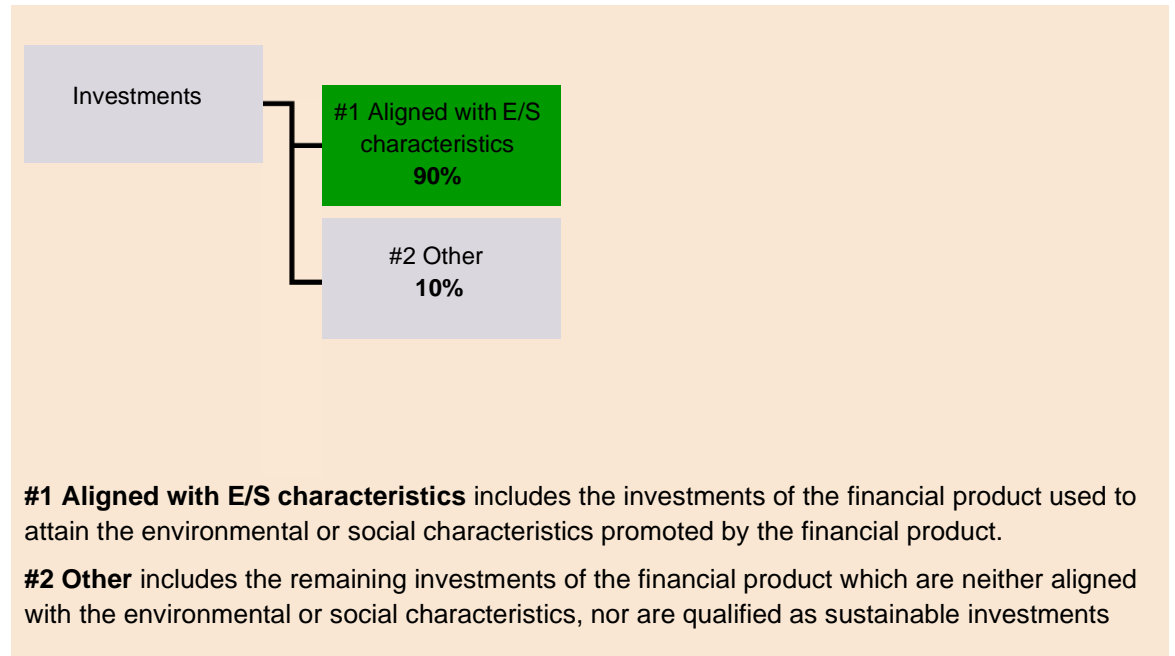 Investments
#1 Aligned with E/S
characteristics
90%
#2 Other
10%
#1 Aligned with E/S characteristics includes the investments of the financial product used to
attain the environmental or social characteristics promoted by the financial product.
#2 Other includes the remaining investments of the financial product which are neither aligned
with the environmental or social characteristics, nor are qualified as sustainable investments